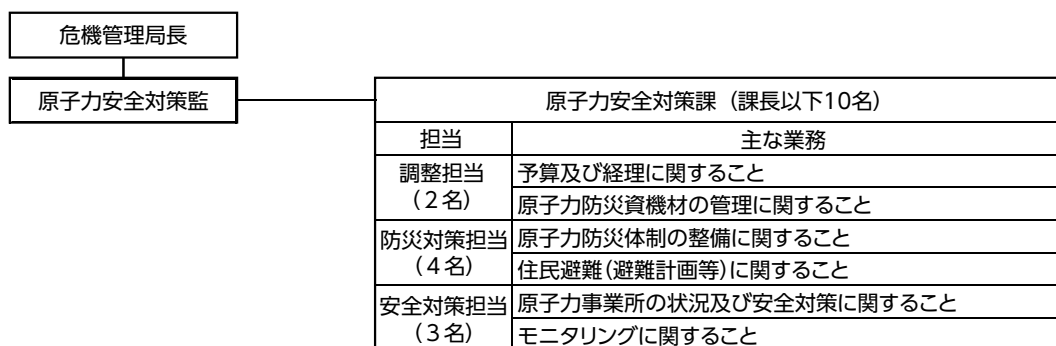 危機管理局長
原子力安全対策監
原子力安全対策課（課長以下10名）
担当 主な業務
調整担当
（２名）
予算及び経理に関すること
原子力防災資機材の管理に関すること
防災対策担当
（４名）
原子力防災体制の整備に関すること
住民避難（避難計画等）に関すること
安全対策担当
（３名）
原子力事業所の状況及び安全対策に関すること
モニタリングに関すること